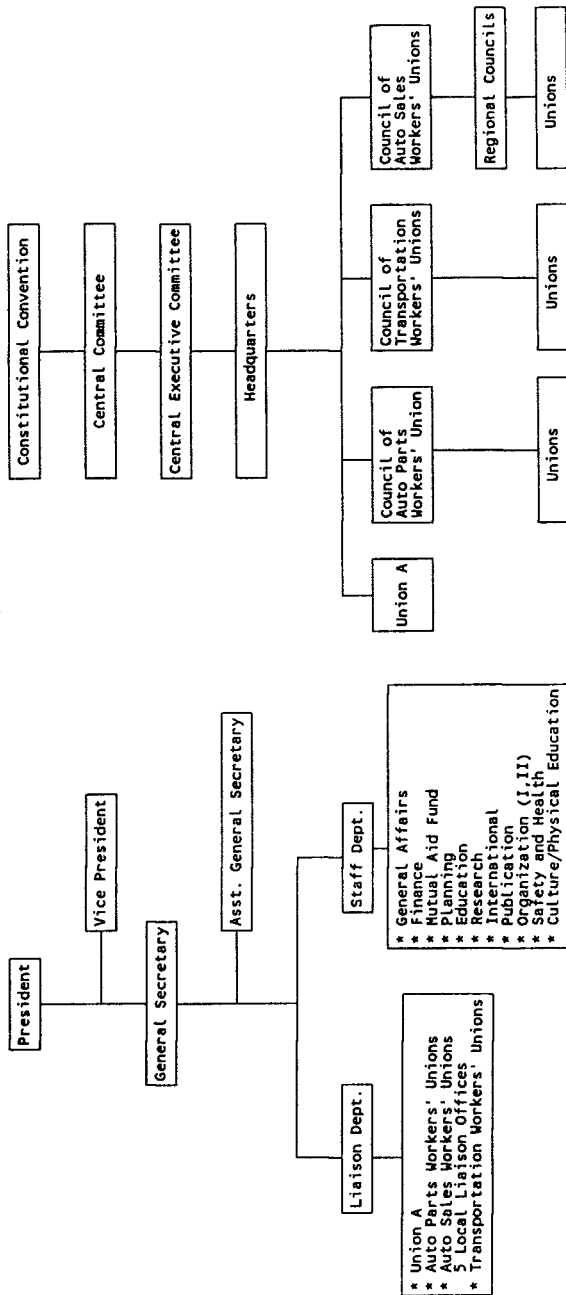 President
Vice President
General Secretary
Asst. General Secretary
Liaison Dept.
Staff Dept.
* Union A
* Auto Parts Workers' Unions
* Auto Sales Workers' Unions
5 Local Liaison Offices
* Transportation Workers' Unions
* General Affairs
* Finance
* Mutual Aid Fund
* Planning
* Education
* Research
* International
* Publication
* Organization (I,II)
* Safety and Health
* Culture/Physical Education
Constitutional Convention
Central Committee
Central Executive Committee
Headquarters
Union A
Council of
Auto Parts
Workers' Union
Council of
Transportation
Workers' Unions
Council of
Auto Sales
Workers' Unions
Regional Councils
Unions
Unions
Unions